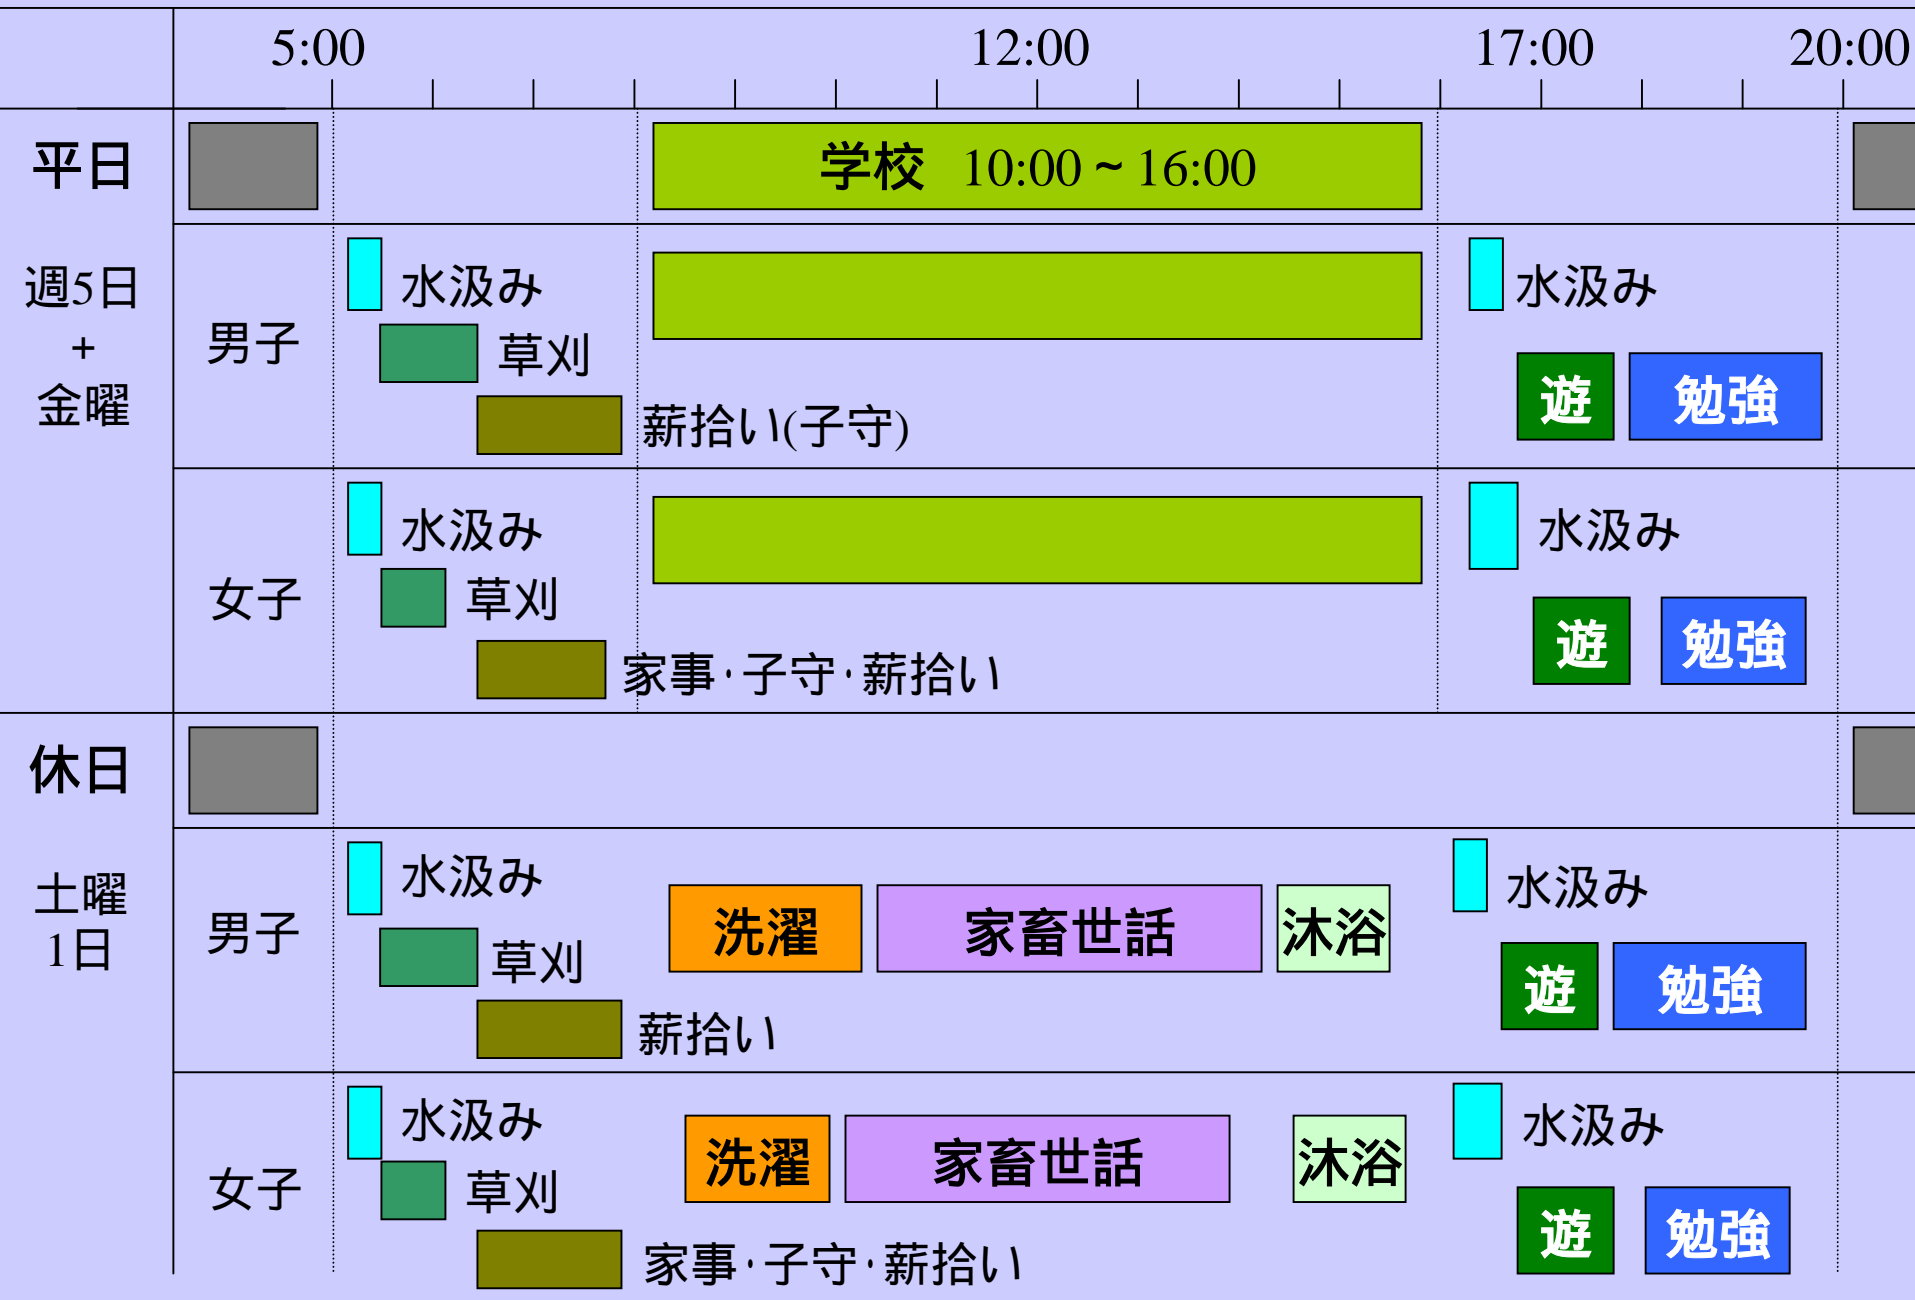 5:00 12:00 17:00 20:00
平日 学校 10:00 ~ 16:00
週5日
+
金曜
男子
水汲み 水汲み
草刈
薪拾い(子守)
遊 勉強
女子
水汲み 水汲み
草刈
家事・子守・薪拾い
遊 勉強
休日
土曜
1日
男子
水汲み 水汲み
草刈
薪拾い
洗濯 家畜世話 沐浴
遊 勉強
女子
水汲み 水汲み
草刈
家事・子守・薪拾い
洗濯 家畜世話 沐浴
遊 勉強